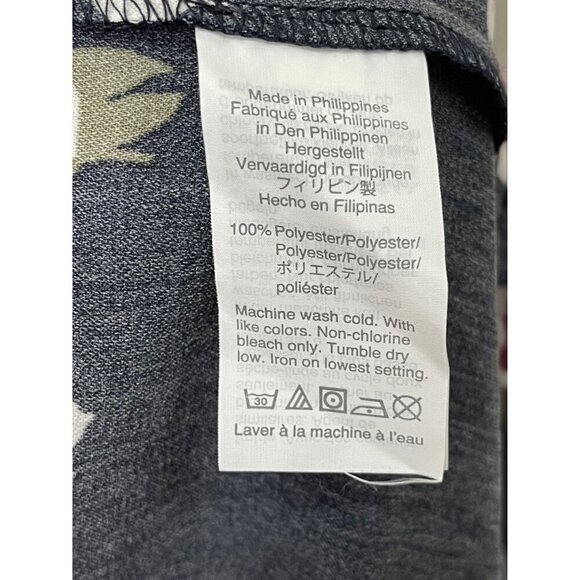 Made in Philippines
Fabriqué aux Philippines
in Den Philippinen
Hergestellt
Vervaardigd in Filipijnen
フィリピン製
Hecho en Filipinas
100% Polyester/Polyester/
Polyester/Polyester/
ポリエステル/
poliéster
Machine wash cold. With
like colors. Non-chlorine
bleach only. Tumble dry
low. Iron on lowest setting.
30
Laver à la machine à l'eau